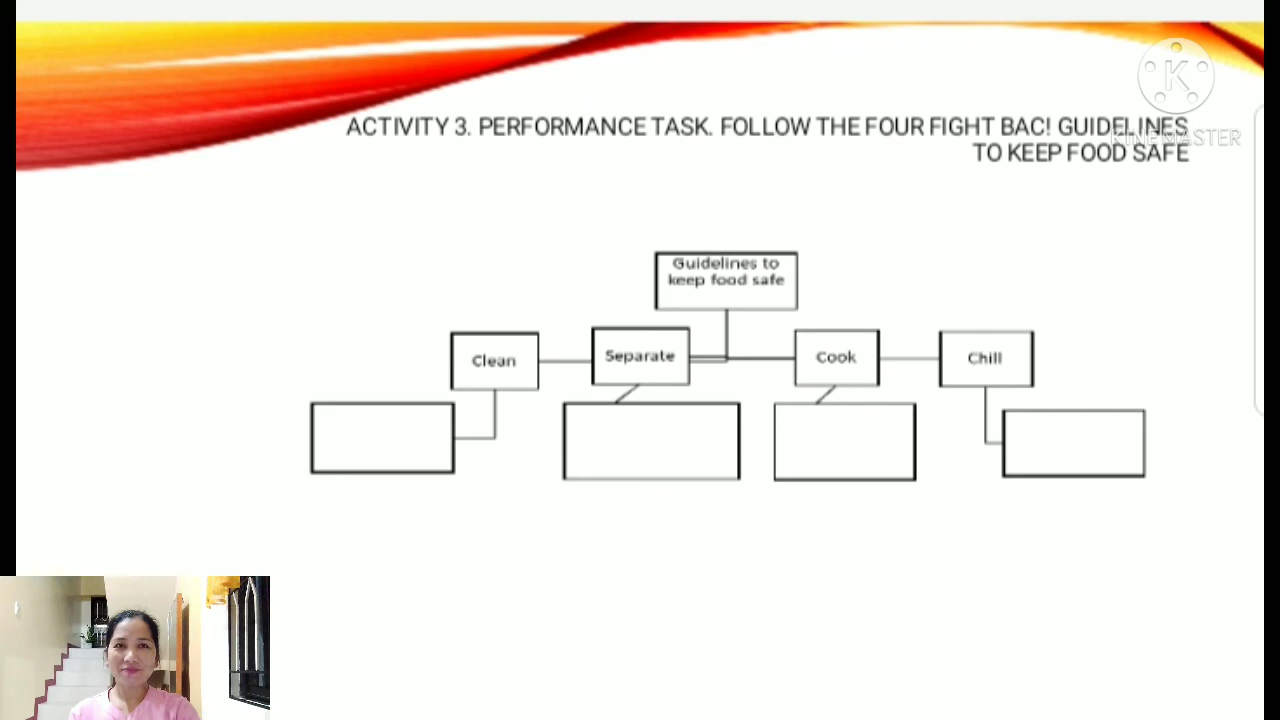 ACTIVITY 3. PERFORMANCE TASK. FOLLOW THE FOUR FIGHT BAC! GUIDELINES
TO KEEP FOOD SAFE
K
KINEMASTER
Guidelines to
keep food safe
Clean
Separate
Cook
Chill